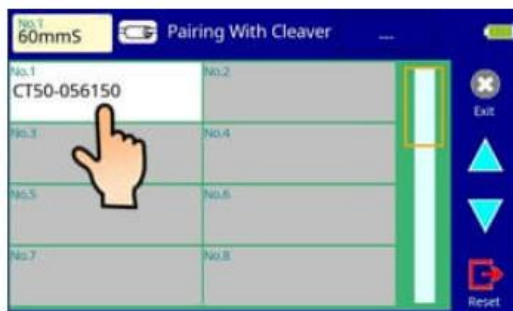 No.1
60mmS
Pairing With Cleaver ...
No.1
CT50-056150
No.2
Exit
No.3
No.4
No.5
No.6
No.7
No.8
Reset